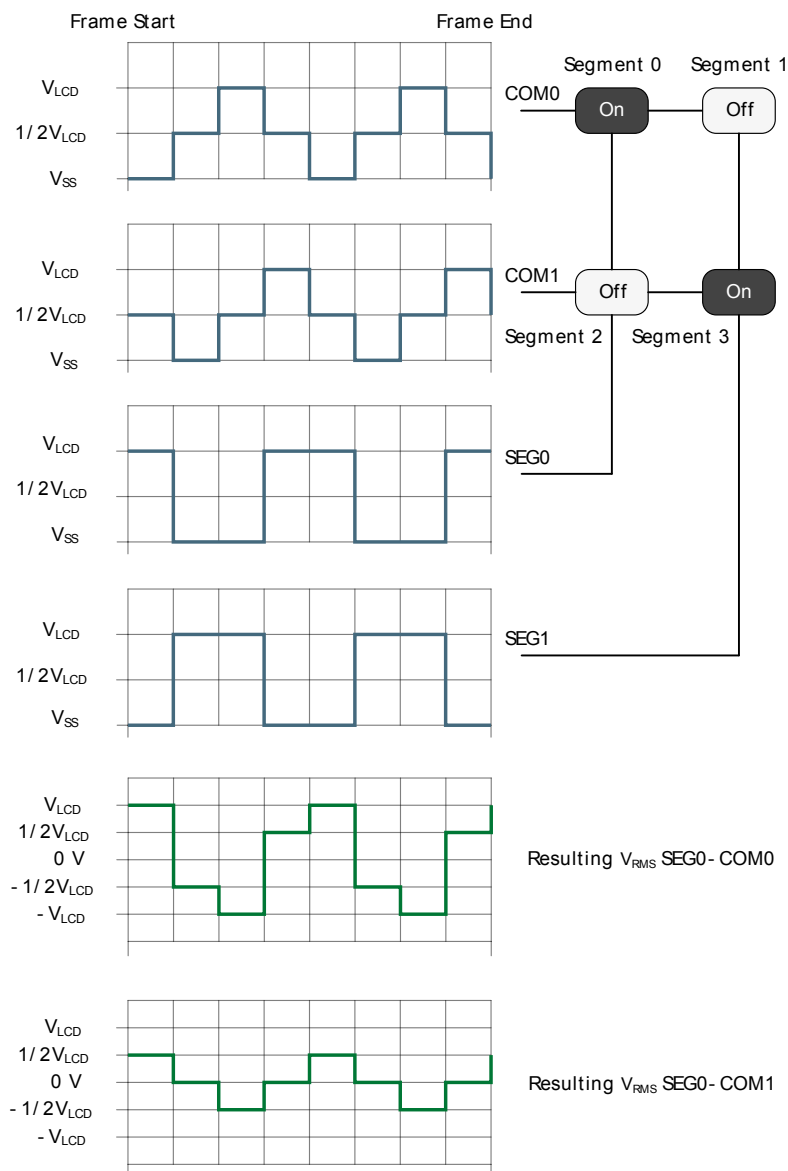 Frame Start
Frame End
Segment 0
Segment 1
VLCD
1/2VLCD
VSS
COM0
On
Off
VLCD
1/2VLCD
VSS
COM1
Off
On
Segment 2
Segment 3
VLCD
1/2VLCD
VSS
SEG0
VLCD
1/2VLCD
VSS
SEG1
VLCD
1/2VLCD
0 V
- 1/2VLCD
- VLCD
Resulting VRMS SEG0-COM0
VLCD
1/2VLCD
0 V
- 1/2VLCD
- VLCD
Resulting VRMS SEG0-COM1